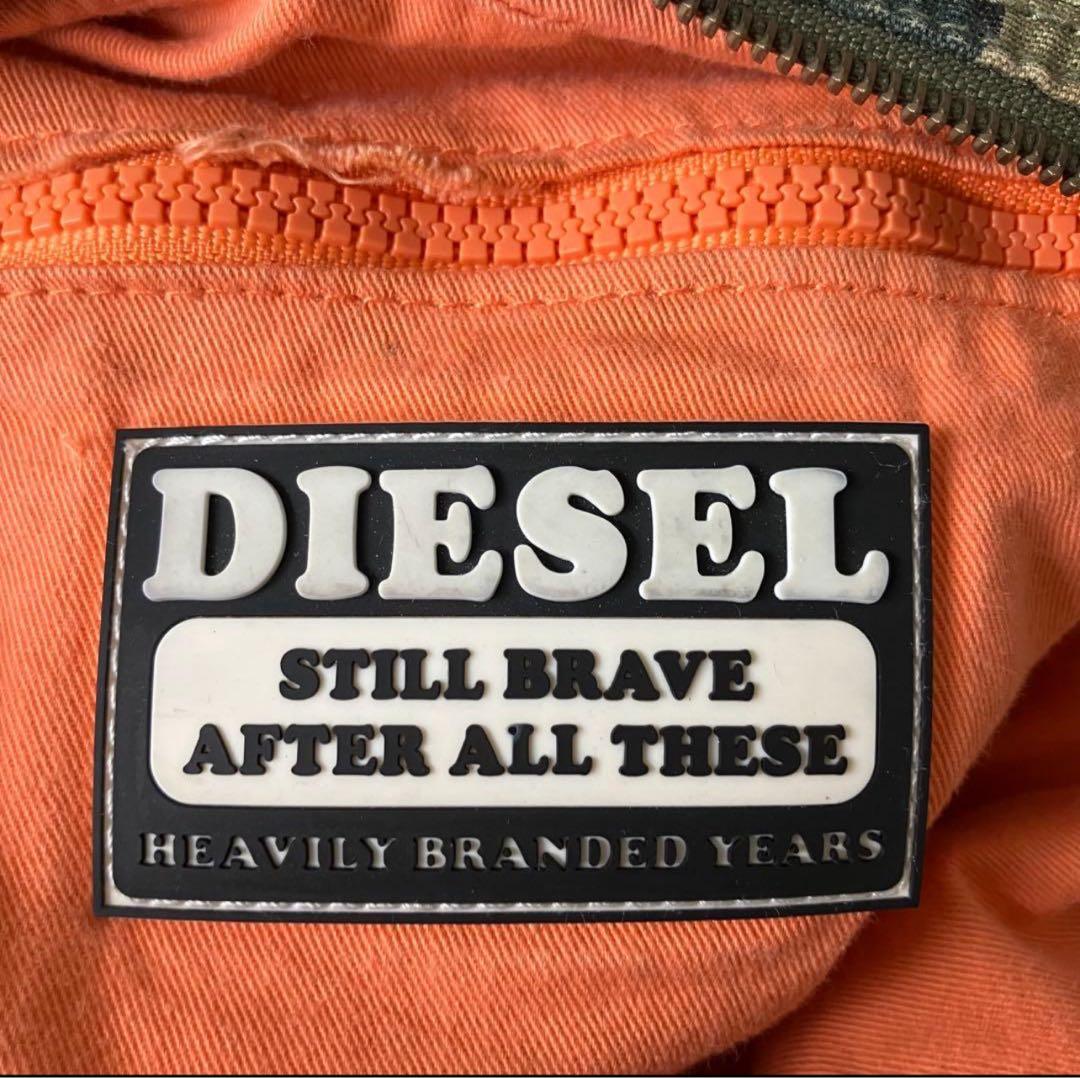 DIESEL
STILL BRAVE
AFTER ALL THESE
HEAVILY BRANDED YEARS